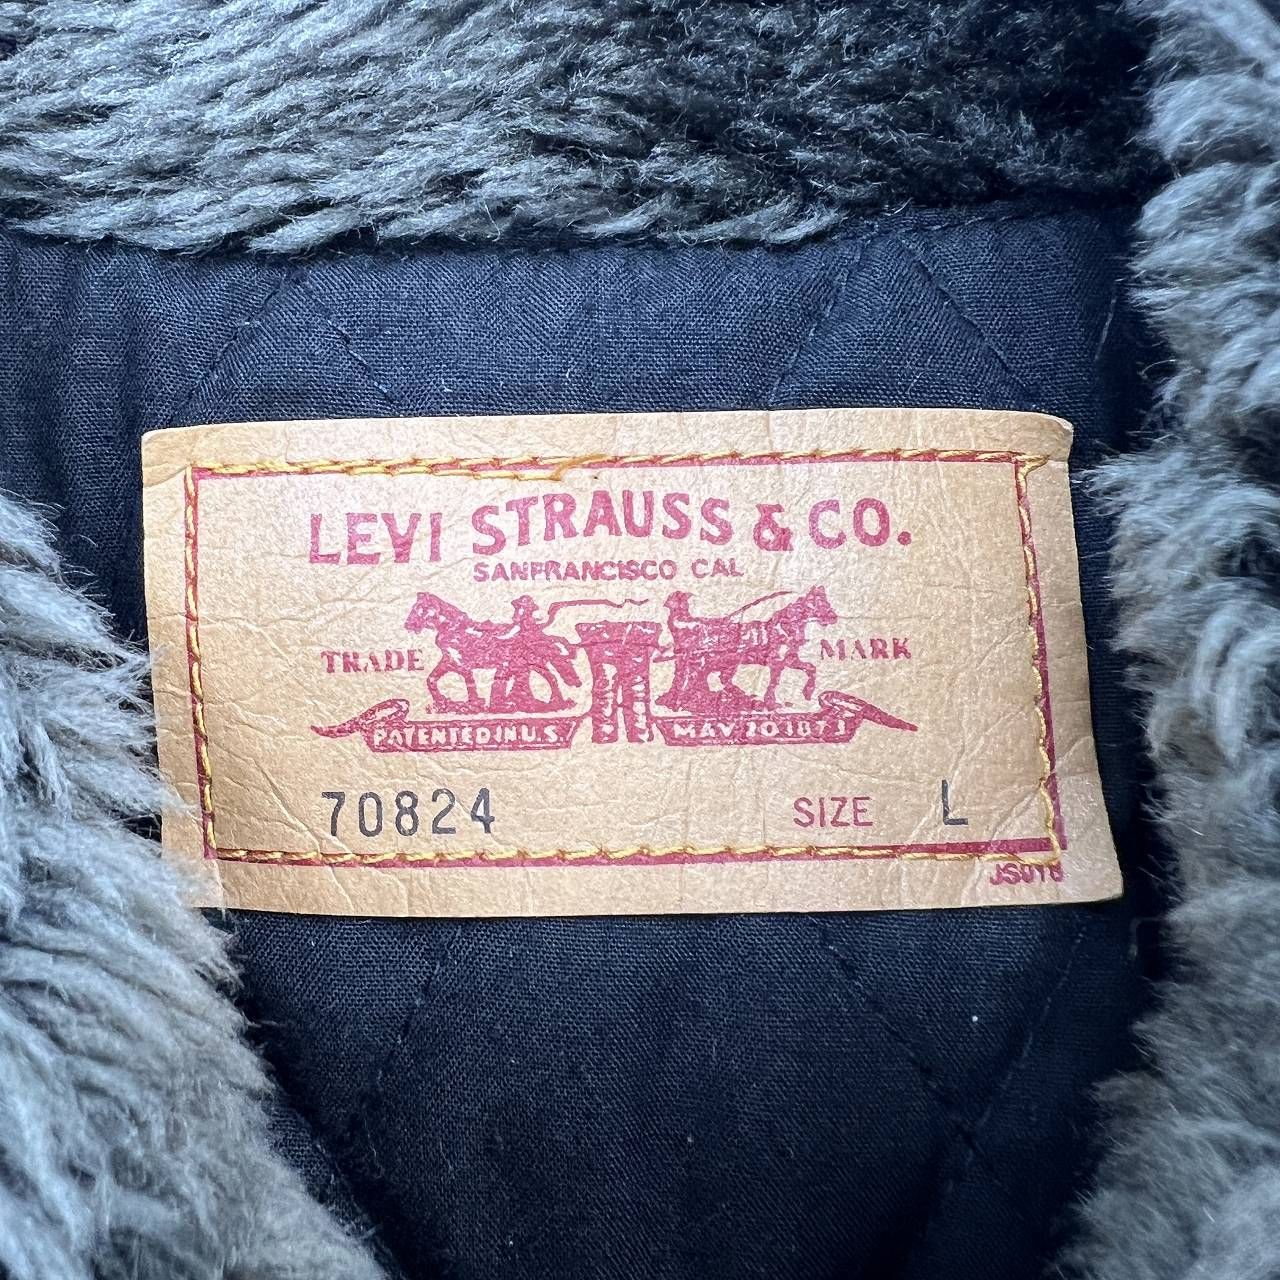 LEVI STRAUSS & CO.
SANFRANCISCO CAL
TRADE MARK
PATENTED IN U.S. MAY 20 1873
70824 SIZE L